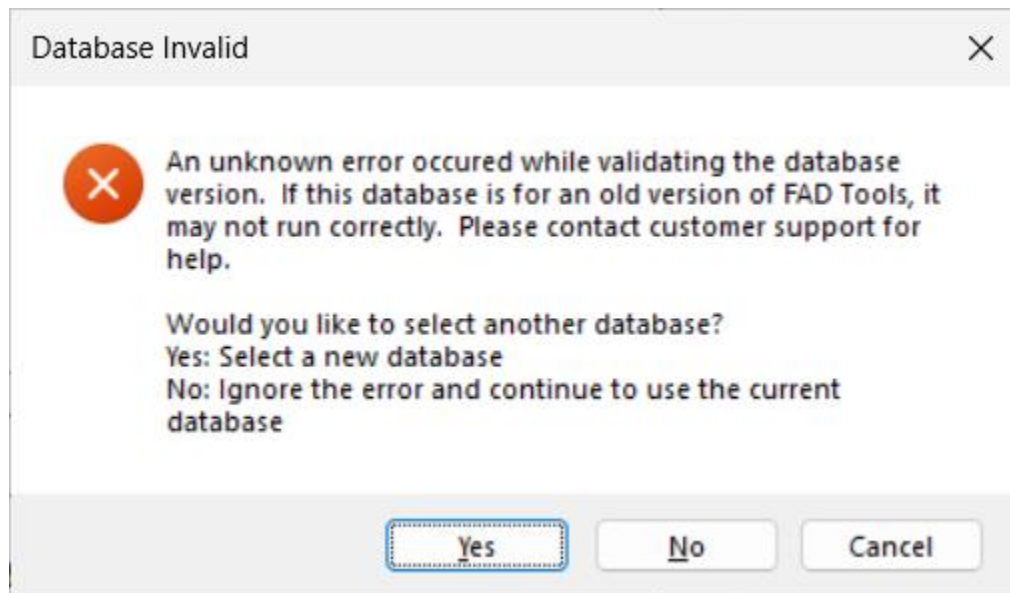 Database Invalid
An unknown error occured while validating the database
version.  If this database is for an old version of FAD Tools, it
may not run correctly.  Please contact customer support for
help.
Would you like to select another database?
Yes: Select a new database
No: Ignore the error and continue to use the current
database
Yes
No
Cancel